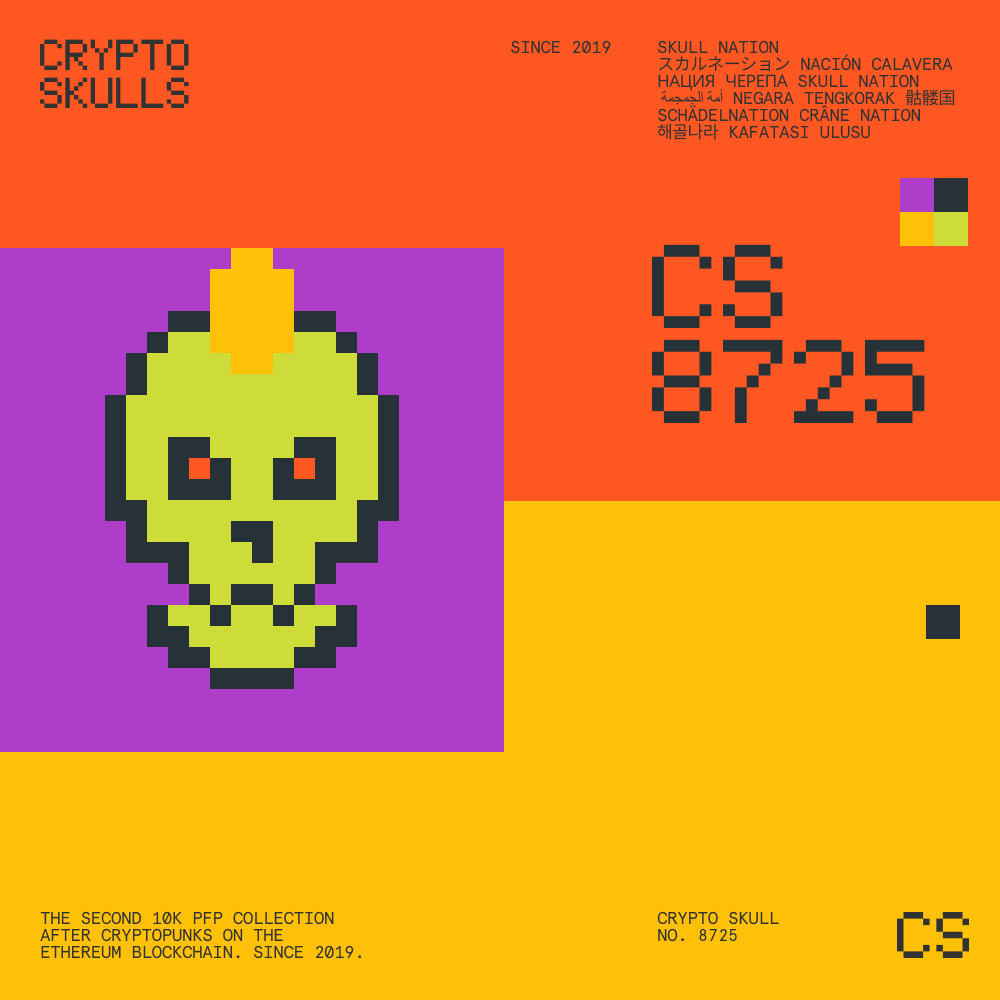 CRYPTO
SKULLS
SINCE 2019
SKULL NATION
スカルネーション NACIÓN CALAVERA
НАЦИЯ ЧЕРЕПА SKULL NATION
أمة الجمجمة NEGARA TENGKORAK 骷髅国
SCHÄDELNATION CRÂNE NATION
해골나라 KAFATASI ULUSU
CS
8725
THE SECOND 10K PFP COLLECTION
AFTER CRYPTOPUNKS ON THE
ETHEREUM BLOCKCHAIN. SINCE 2019.
CRYPTO SKULL
NO. 8725
CS